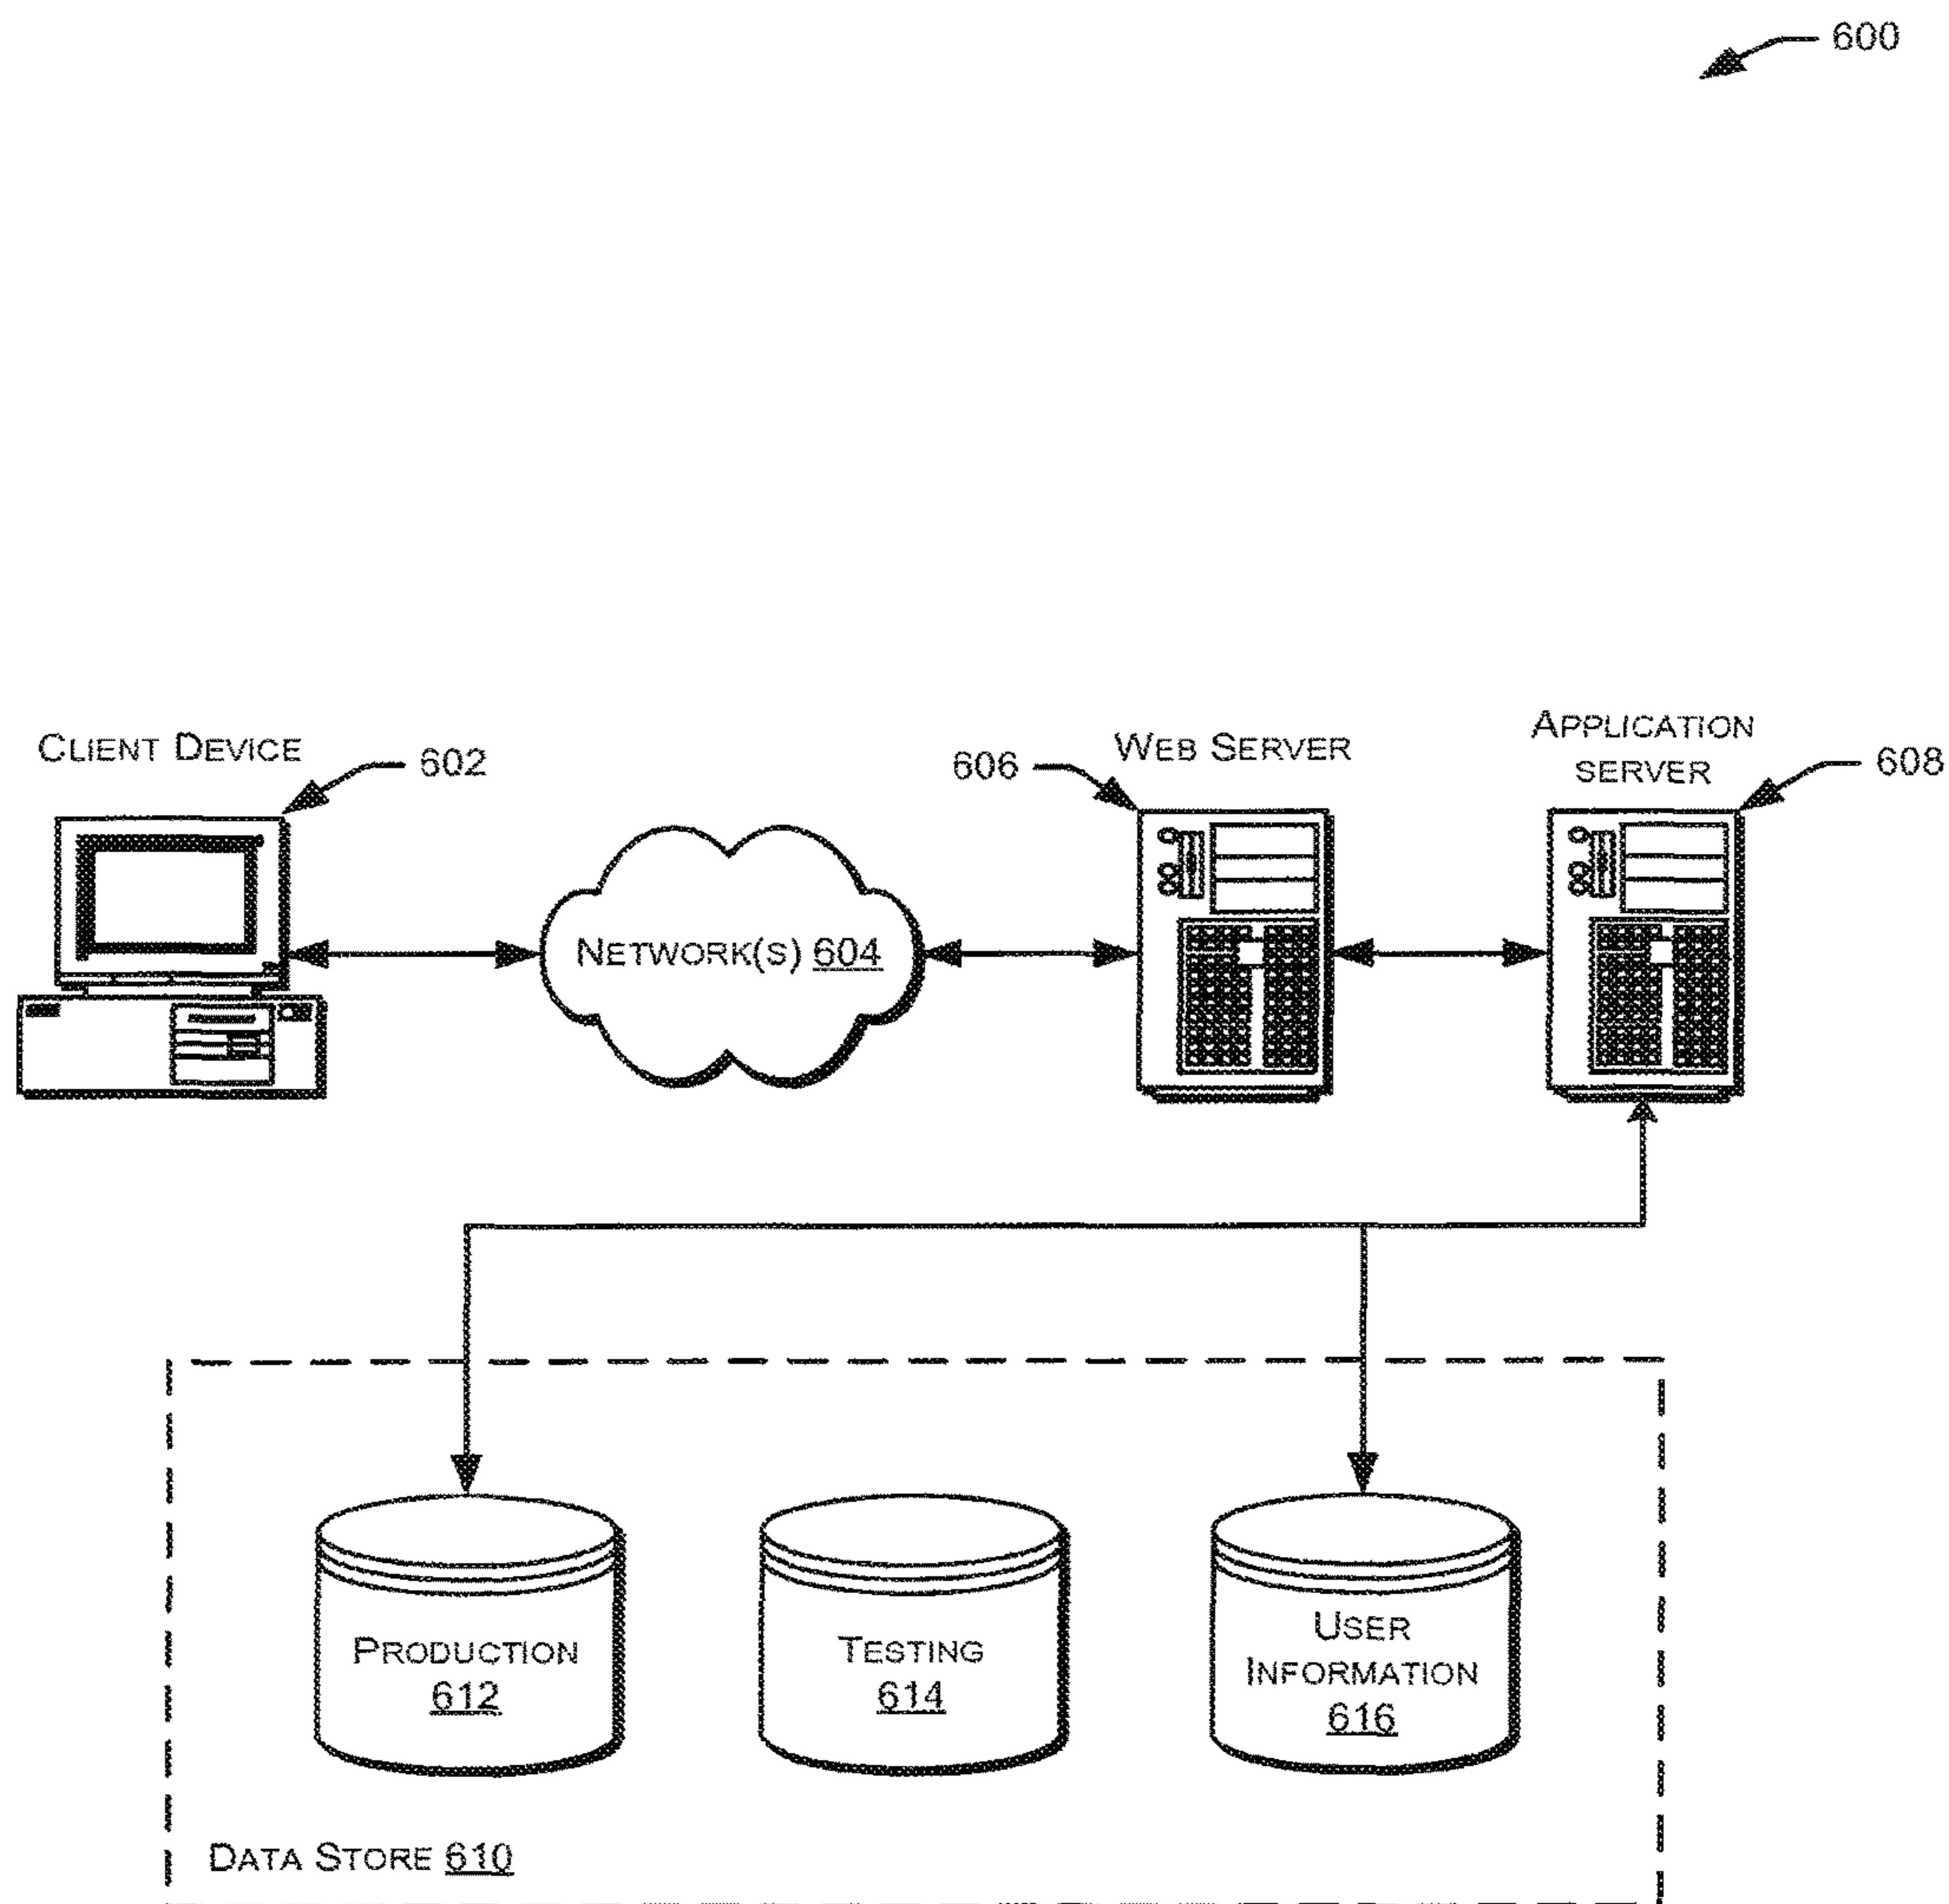 600
CLIENT DEVICE
602
606
WEB SERVER
APPLICATION
SERVER
608
NETWORK(S) 604
PRODUCTION
612
TESTING
614
USER
INFORMATION
616
DATA STORE 610